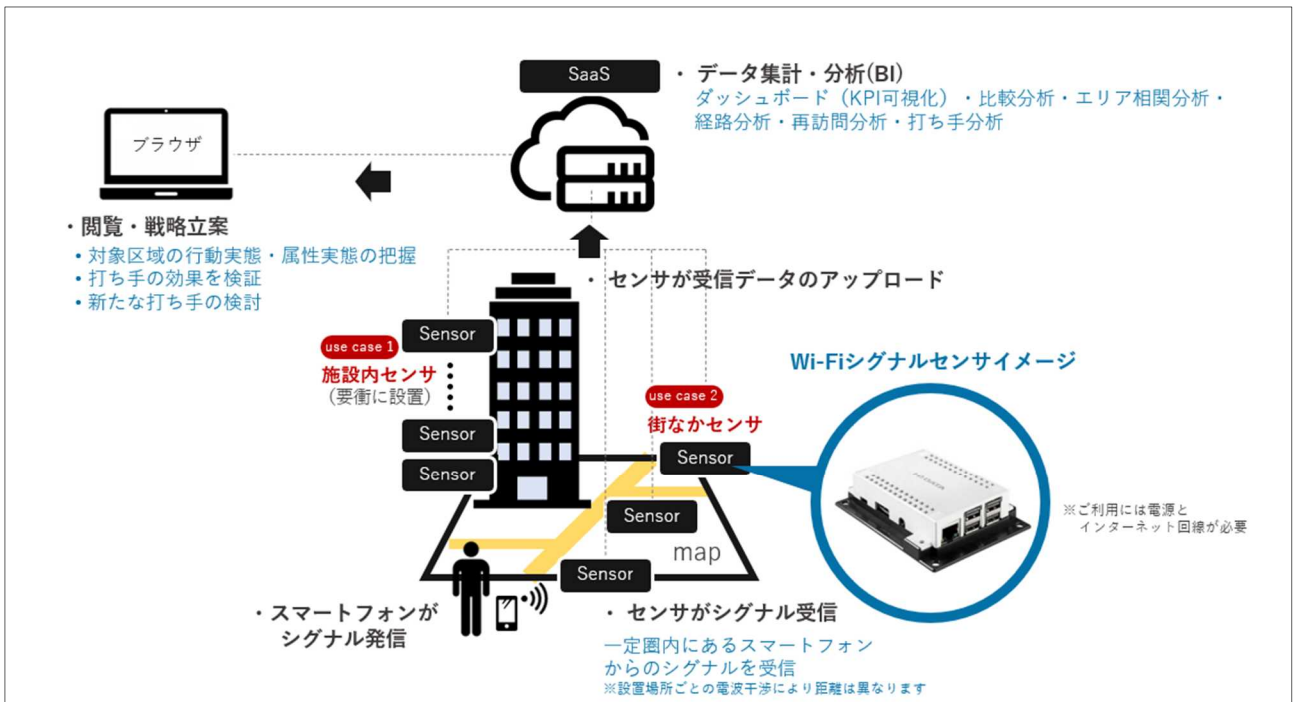 SaaS
・ データ集計・分析(BI)
ダッシュボード（KPI可視化）・比較分析・エリア相関分析・
経路分析・再訪問分析・打ち手分析
ブラウザ
・閲覧・戦略立案
• 対象区域の行動実態・属性実態の把握
• 打ち手の効果を検証
• 新たな打ち手の検討
・ センサが受信データのアップロード
Sensor
use case 1
施設内センサ
(要衝に設置)
Sensor
Sensor
use case 2
街なかセンサ
Sensor
Sensor
map
Sensor
Wi-Fiシグナルセンサイメージ
※ご利用には電源と
インターネット回線が必要
・スマートフォンが
シグナル発信
・ センサがシグナル受信
一定圏内にあるスマートフォン
からのシグナルを受信
※設置場所ごとの電波干渉により距離は異なります